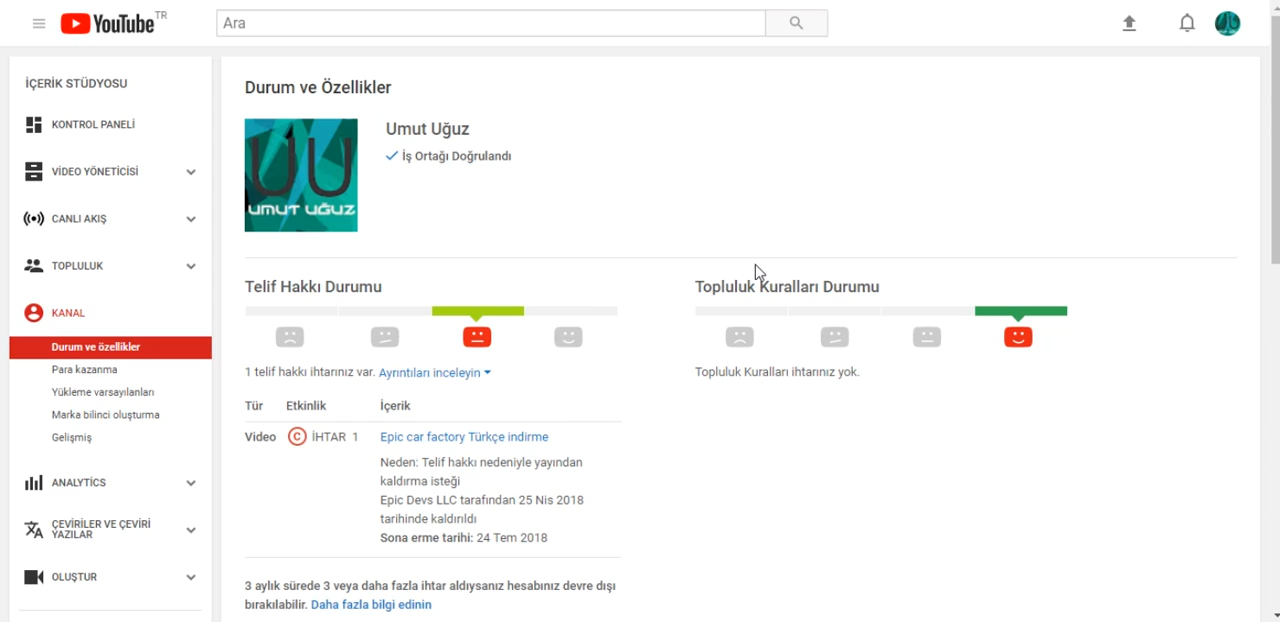 YouTube TR
Ara
İÇERİK STÜDYOSU
KONTROL PANELİ
VİDEO YÖNETİCİSİ
CANLI AKIŞ
TOPLULUK
KANAL
Durum ve özellikler
Para kazanma
Yükleme varsayılanları
Marka bilinci oluşturma
Gelişmiş
ANALYTICS
ÇEVİRİLER VE ÇEVİRİ
YAZILAR
OLUŞTUR
Durum ve Özellikler
UU
UMUT UĞUZ
Umut Uğuz
İş Ortağı Doğrulandı
Telif Hakkı Durumu
1 telif hakkı ihtarınız var. Ayrıntıları inceleyin
Tür Etkinlik İçerik
Video C İHTAR 1 Epic car factory Türkçe indirme
Neden: Telif hakkı nedeniyle yayından
kaldırma isteği
Epic Devs LLC tarafından 25 Nis 2018
tarihinde kaldırıldı
Sona erme tarihi: 24 Tem 2018
3 aylık sürede 3 veya daha fazla ihtar aldıysanız hesabınız devre dışı
bırakılabilir. Daha fazla bilgi edinin
Topluluk Kuralları Durumu
Topluluk Kuralları ihtarınız yok.